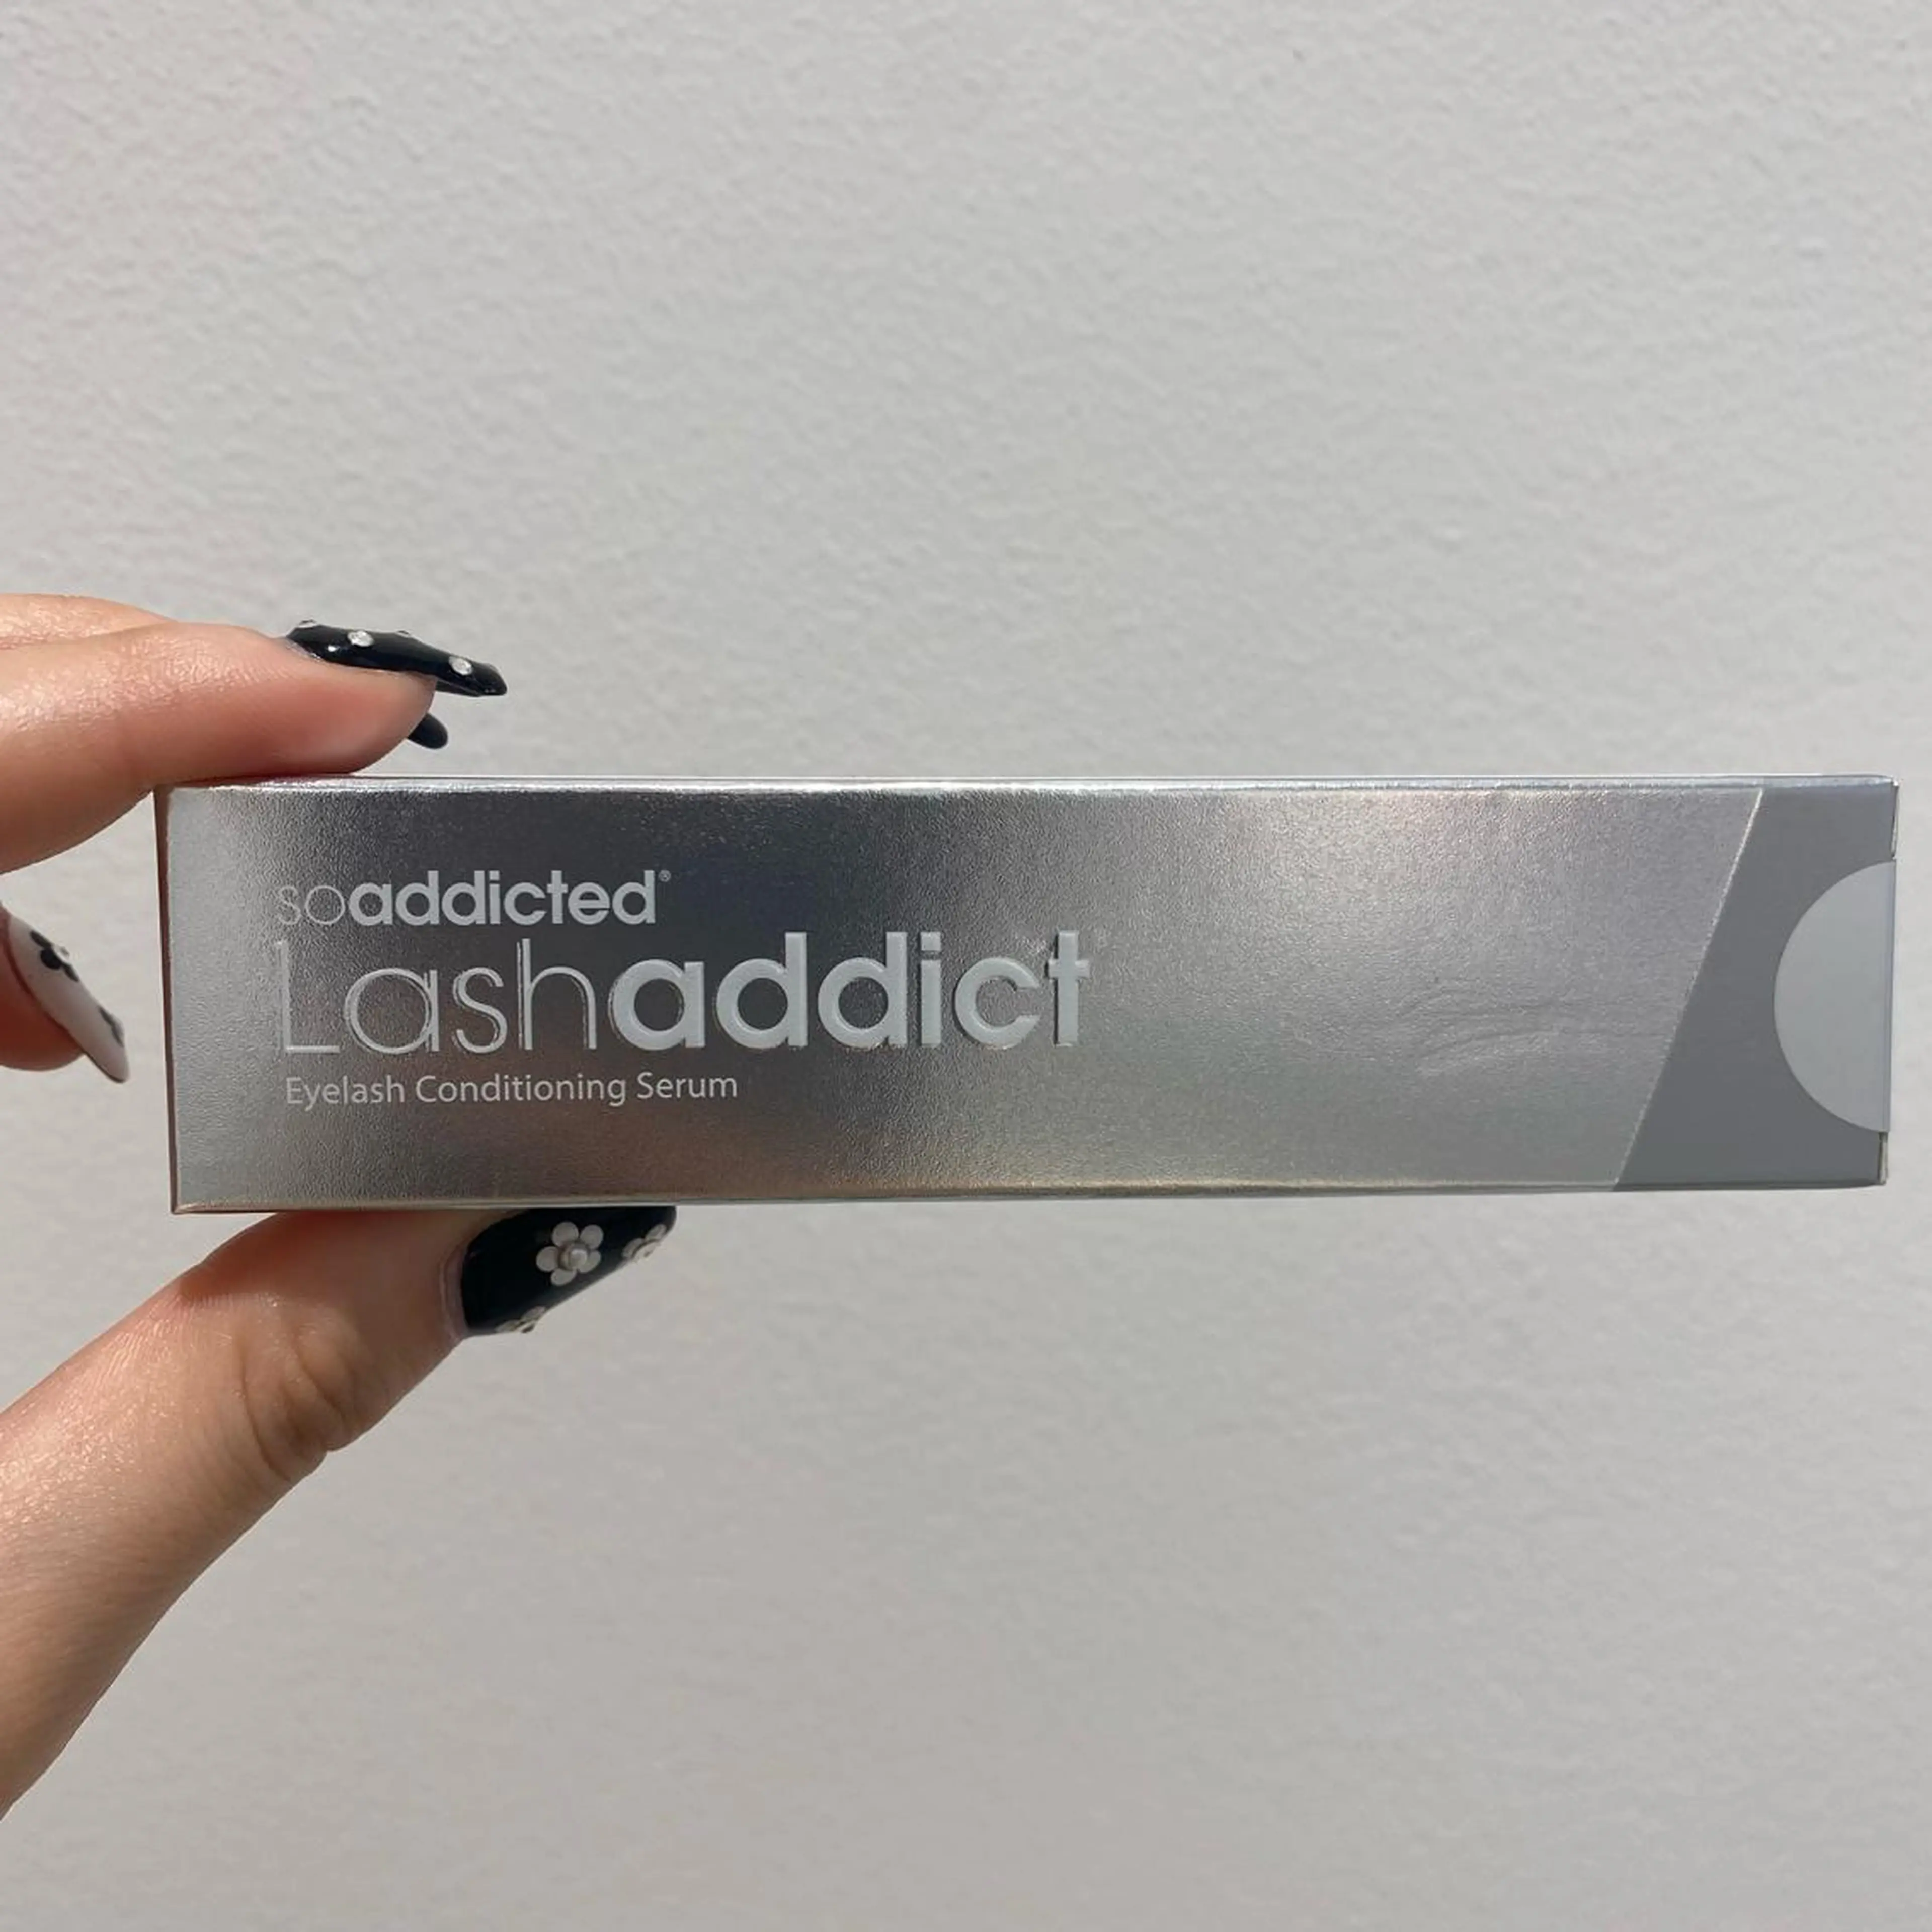 soaddicted®
Lashaddict
Eyelash Conditioning Serum